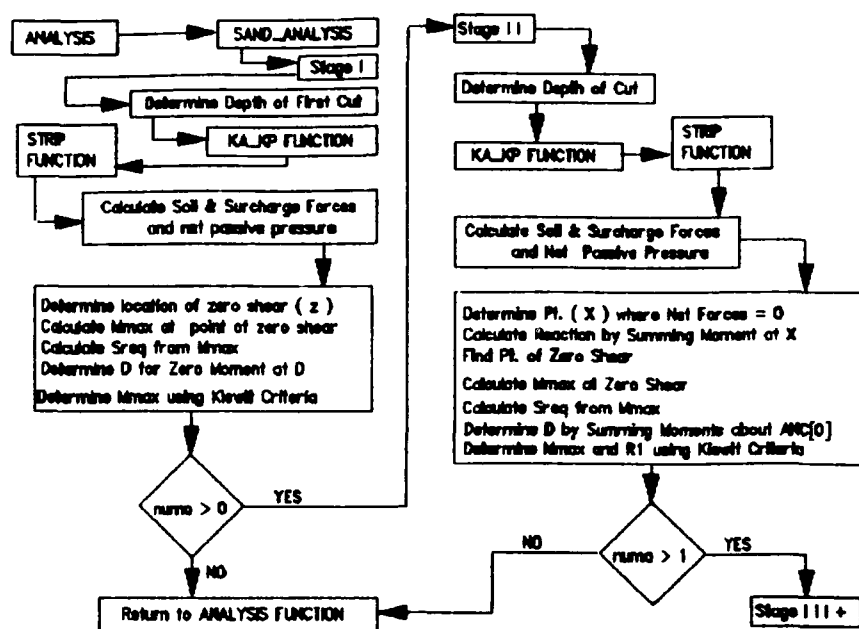 ANALYSIS
SAND_ANALYSIS
Stage I
Determine Depth of First Cut
KA_KP FUNCTION
STRIP
FUNCTION
Calculate Soil & Surcharge Forces
and net passive pressure
Determine location of zero shear ( z )
Calculate Mmax at point of zero shear
Calculate Sreq from Mmax
Determine D for Zero Moment at D
Determine Mmax using Kiewit Criteria
numa > 0
YES
NO
Return to ANALYSIS FUNCTION
Stage II
Determine Depth of Cut
KA_KP FUNCTION
STRIP
FUNCTION
Calculate Soil & Surcharge Forces
and Net Passive Pressure
Determine Pt. ( X ) where Net Forces = 0
Calculate Reaction by Summing Moment at X
Find Pt. of Zero Shear
Calculate Mmax at Zero Shear
Calculate Sreq from Mmax
Determine D by Summing Moments about ANC[0]
Determine Mmax and R1 using Kiewit Criteria
numa > 1
NO
YES
Stage III +